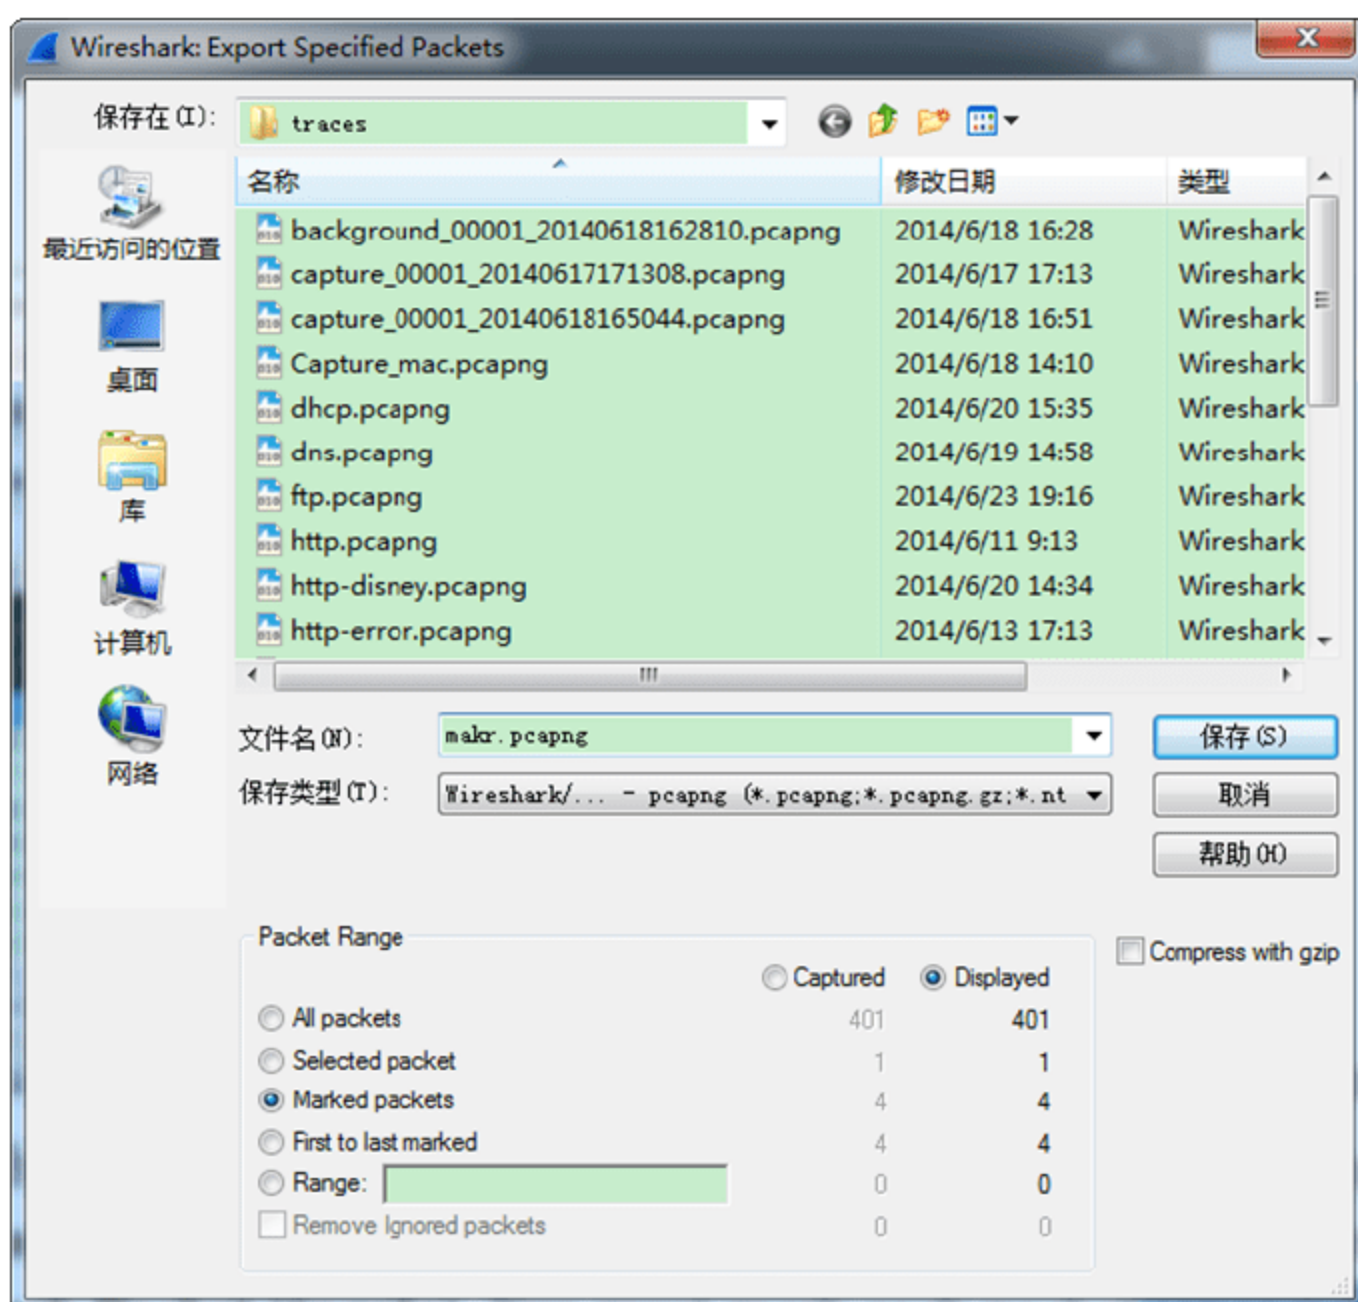 Wireshark: Export Specified Packets
保存在(I):
traces
名称 修改日期 类型
background_00001_20140618162810.pcapng 2014/6/18 16:28 Wireshark
capture_00001_20140617171308.pcapng 2014/6/17 17:13 Wireshark
capture_00001_20140618165044.pcapng 2014/6/18 16:51 Wireshark
Capture_mac.pcapng 2014/6/18 14:10 Wireshark
dhcp.pcapng 2014/6/20 15:35 Wireshark
dns.pcapng 2014/6/19 14:58 Wireshark
ftp.pcapng 2014/6/23 19:16 Wireshark
http.pcapng 2014/6/11 9:13 Wireshark
http-disney.pcapng 2014/6/20 14:34 Wireshark
http-error.pcapng 2014/6/13 17:13 Wireshark
最近访问的位置
桌面
库
计算机
网络
文件名(N): makr.pcapng 保存(S)
保存类型(T): Wireshark/... - pcapng (*.pcapng;*.pcapng.gz;*.nt 取消
帮助(H)
Packet Range
Compress with gzip
Captured Displayed
All packets 401 401
Selected packet 1 1
Marked packets 4 4
First to last marked 4 4
Range: 0 0
Remove Ignored packets 0 0